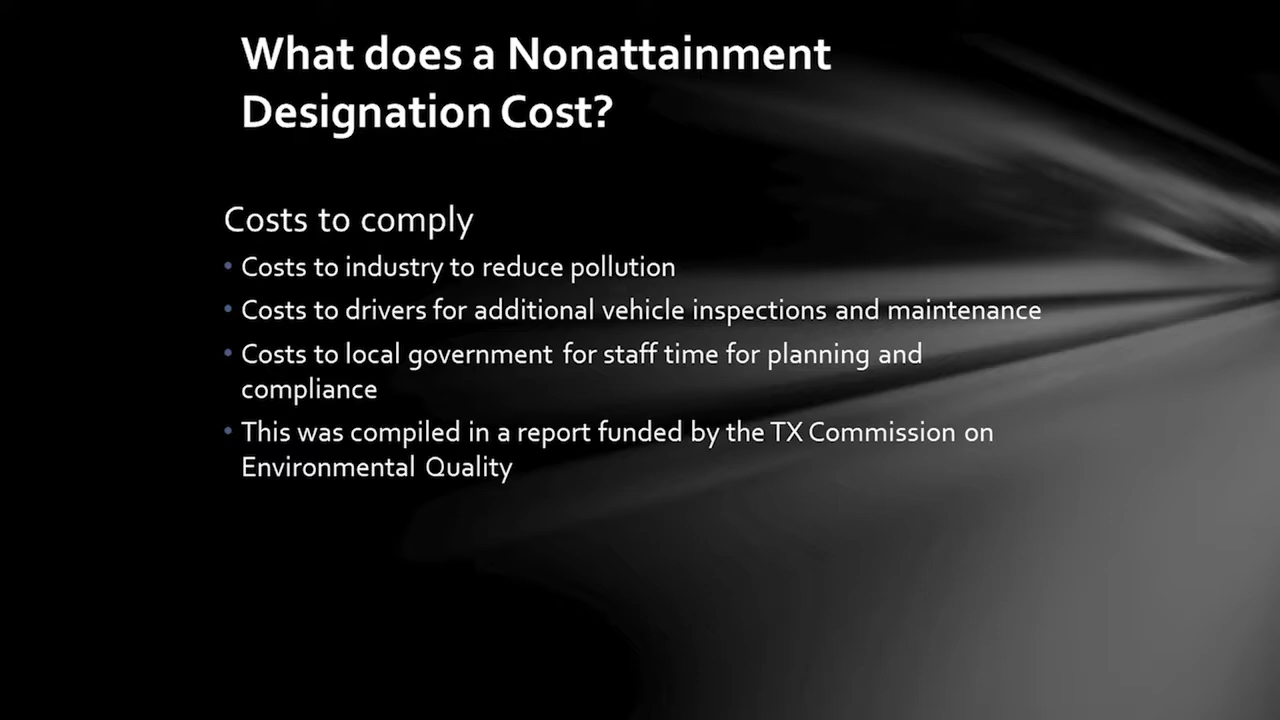 What does a Nonattainment
Designation Cost?
Costs to comply
• Costs to industry to reduce pollution
• Costs to drivers for additional vehicle inspections and maintenance
• Costs to local government for staff time for planning and
compliance
• This was compiled in a report funded by the TX Commission on
Environmental Quality